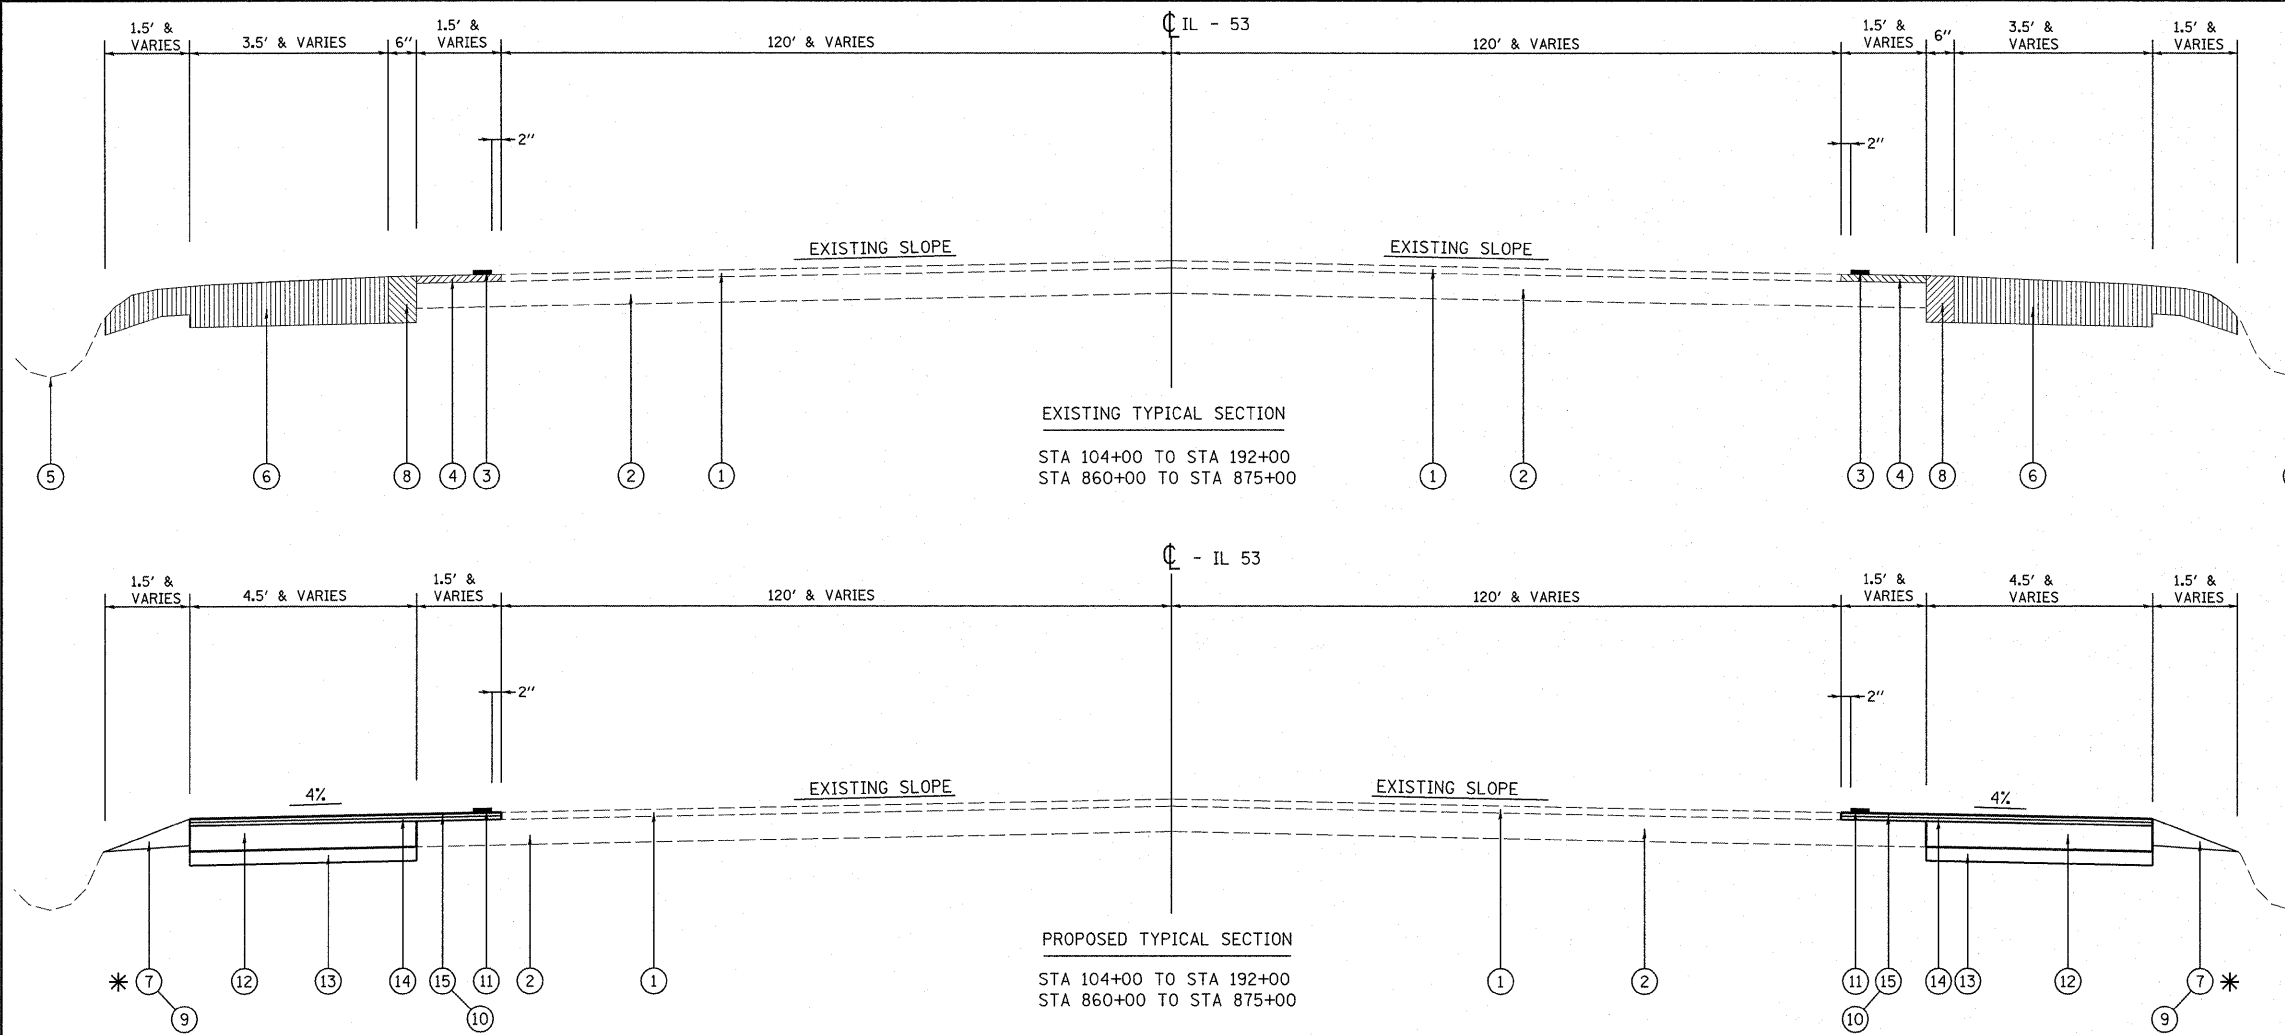 ℄ IL - 53
1.5' & VARIES
3.5' & VARIES
6"
1.5' & VARIES
120' & VARIES
120' & VARIES
1.5' & VARIES
6"
3.5' & VARIES
1.5' & VARIES
2"
2"
EXISTING SLOPE
EXISTING SLOPE
EXISTING TYPICAL SECTION
STA 104+00 TO STA 192+00
STA 860+00 TO STA 875+00
5 6 8 4 3 2 1 1 2 3 4 8 6
℄ - IL 53
1.5' & VARIES
4.5' & VARIES
1.5' & VARIES
120' & VARIES
120' & VARIES
1.5' & VARIES
4.5' & VARIES
1.5' & VARIES
2"
2"
4%
EXISTING SLOPE
EXISTING SLOPE
4%
PROPOSED TYPICAL SECTION
STA 104+00 TO STA 192+00
STA 860+00 TO STA 875+00
* 7 12 13 14 15 11 2 1 1 2 11 15 14 13 12 7 *
9 10 10 9